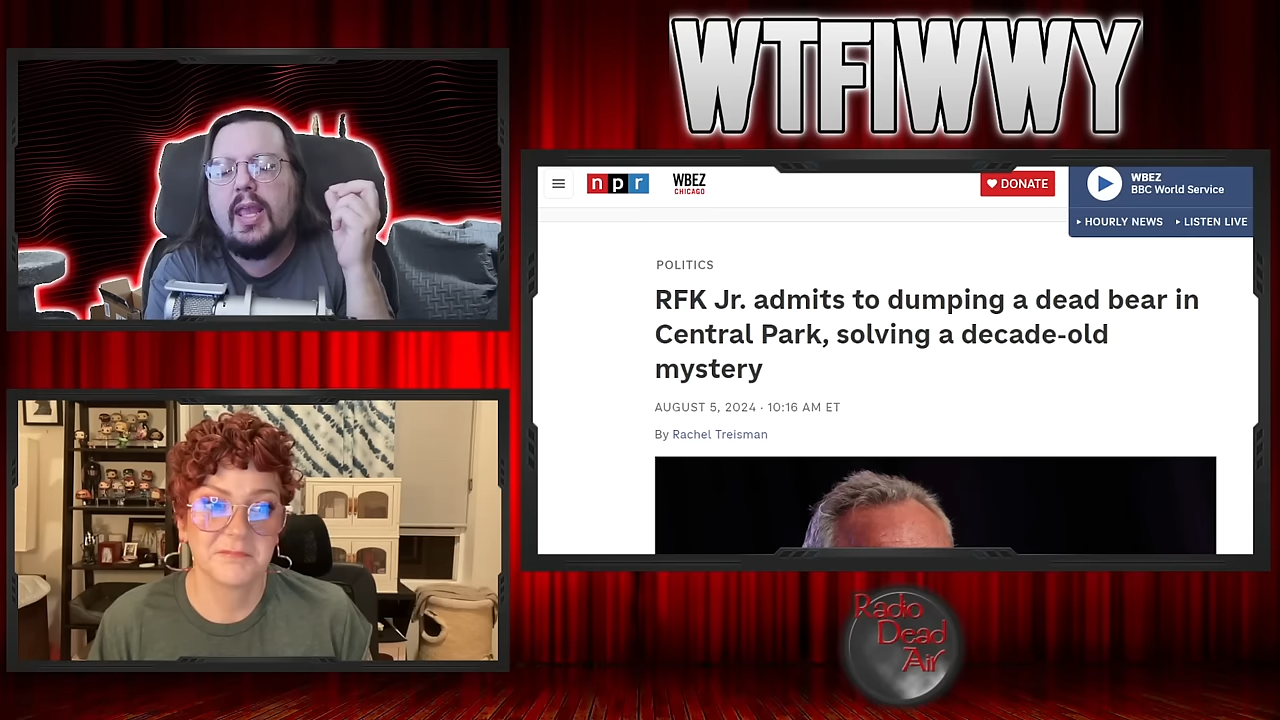 WTFIWWY
npr
WBEZ
CHICAGO
DONATE
WBEZ
BBC World Service
HOURLY NEWS
LISTEN LIVE
POLITICS
RFK Jr. admits to dumping a dead bear in
Central Park, solving a decade-old
mystery
AUGUST 5, 2024 · 10:16 AM ET
By Rachel Treisman
Radio
Dead
Air